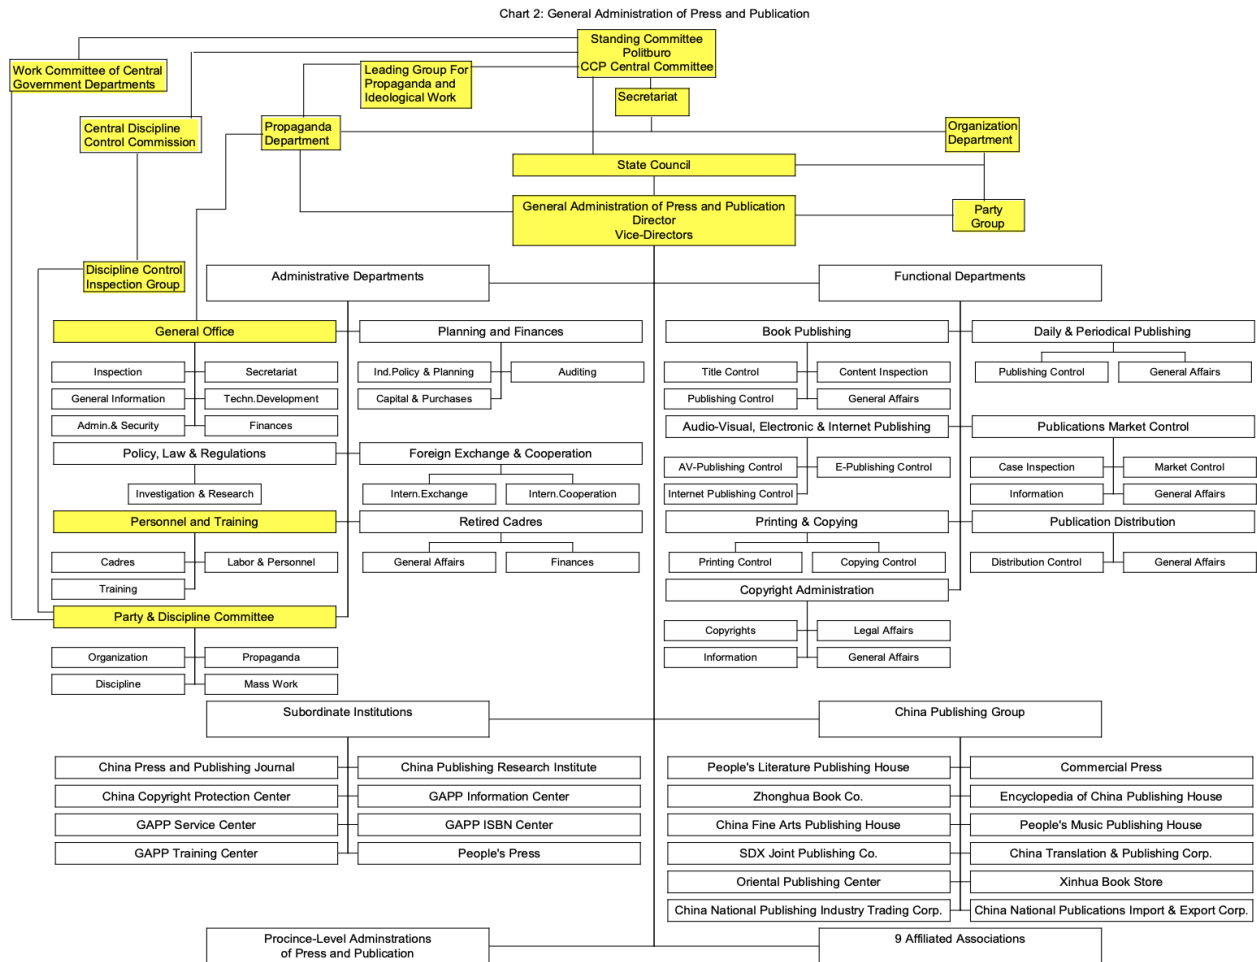 Chart 2: General Administration of Press and Publication
Standing Committee
Politburo
CCP Central Committee
Work Committee of Central
Government Departments
Leading Group For
Propaganda and
Ideological Work
Secretariat
Central Discipline
Control Commission
Propaganda
Department
Organization
Department
State Council
General Administration of Press and Publication
Director
Vice-Directors
Party
Group
Discipline Control
Inspection Group
Administrative Departments
Functional Departments
General Office
Planning and Finances
Book Publishing
Daily & Periodical Publishing
Inspection
Secretariat
Ind.Policy & Planning
Auditing
Title Control
Content Inspection
Publishing Control
General Affairs
General Information
Techn.Development
Capital & Purchases
Publishing Control
General Affairs
Admin.& Security
Finances
Audio-Visual, Electronic & Internet Publishing
Publications Market Control
Policy, Law & Regulations
Foreign Exchange & Cooperation
AV-Publishing Control
E-Publishing Control
Case Inspection
Market Control
Investigation & Research
Intern.Exchange
Intern.Cooperation
Internet Publishing Control
Information
General Affairs
Personnel and Training
Retired Cadres
Printing & Copying
Publication Distribution
Cadres
Labor & Personnel
General Affairs
Finances
Printing Control
Copying Control
Distribution Control
General Affairs
Training
Copyright Administration
Party & Discipline Committee
Copyrights
Legal Affairs
Organization
Propaganda
Information
General Affairs
Discipline
Mass Work
Subordinate Institutions
China Publishing Group
China Press and Publishing Journal
China Publishing Research Institute
People's Literature Publishing House
Commercial Press
China Copyright Protection Center
GAPP Information Center
Zhonghua Book Co.
Encyclopedia of China Publishing House
GAPP Service Center
GAPP ISBN Center
China Fine Arts Publishing House
People's Music Publishing House
GAPP Training Center
People's Press
SDX Joint Publishing Co.
China Translation & Publishing Corp.
Oriental Publishing Center
Xinhua Book Store
China National Publishing Industry Trading Corp.
China National Publications Import & Export Corp.
Procince-Level Adminstrations
of Press and Publication
9 Affiliated Associations